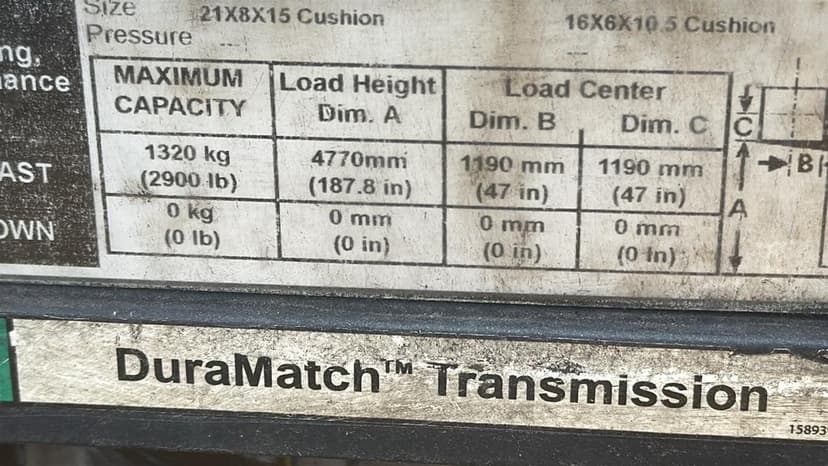 Size 21X8X15 Cushion 16X6X10.5 Cushion
Pressure --- ---
MAXIMUM CAPACITY Load Height Dim. A Load Center
Dim. B Dim. C
1320 kg 4770mm 1190 mm 1190 mm
(2900 lb) (187.8 in) (47 in) (47 in)
0 kg 0 mm 0 mm 0 mm
(0 lb) (0 in) (0 in) (0 in)
ng,
ance
AST
OWN
C
B
A
DuraMatch™ Transmission
15893